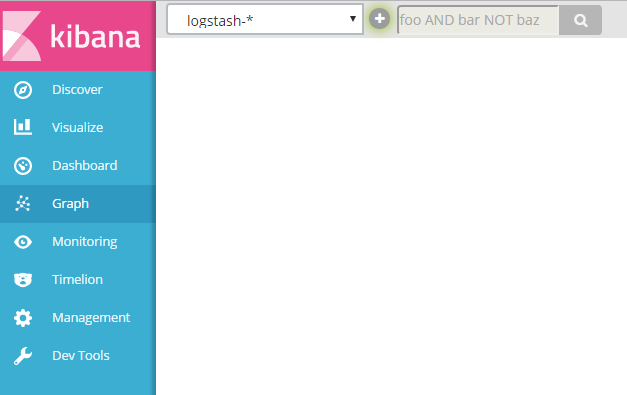 kibana
logstash-*
foo AND bar NOT baz
Discover
Visualize
Dashboard
Graph
Monitoring
Timelion
Management
Dev Tools